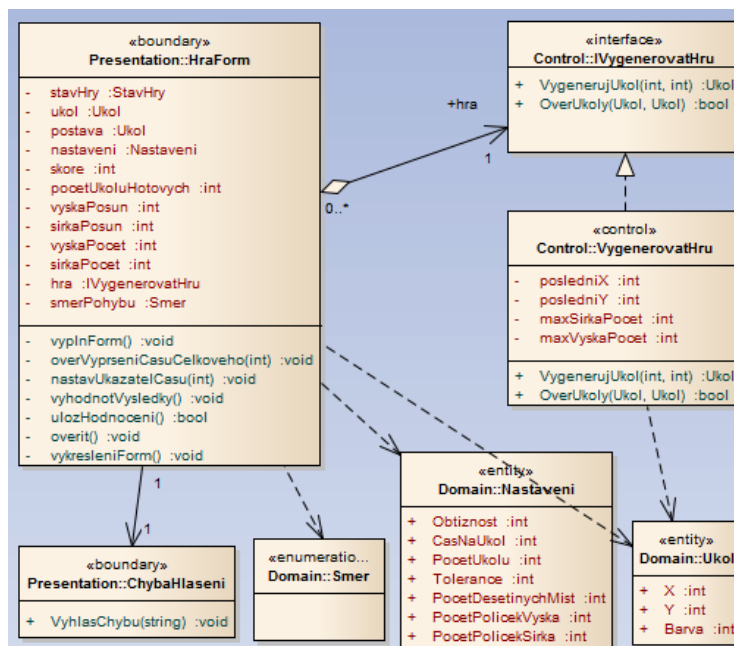 «boundary»
Presentation::HraForm
- stavHry :StavHry
- ukol :Ukol
- postava :Ukol
- nastaveni :Nastaveni
- skore :int
- pocetUkoluHotovych :int
- vyskaPosun :int
- sirkaPosun :int
- vyskaPocet :int
- sirkaPocet :int
- hra :IVygenerovatHru
- smerPohybu :Smer
- vyplnForm() :void
- overVyprseniCasuCelkoveho(int) :void
- nastavUkazatelCasu(int) :void
- vyhodnotVysledky() :void
- ulozHodnoceni() :bool
- overit() :void
- vykresleniForm() :void
+hra
1
0..*
«interface»
Control::IVygenerovatHru
+ VygenerujUkol(int, int) :Ukol
+ OverUkoly(Ukol, Ukol) :bool
«control»
Control::VygenerovatHru
- posledniX :int
- posledniY :int
- maxSirkaPocet :int
- maxVyskaPocet :int
+ VygenerujUkol(int, int) :Ukol
+ OverUkoly(Ukol, Ukol) :bool
1
1
«boundary»
Presentation::ChybaHlaseni
+ VyhlasChybu(string) :void
«enumeratio...
Domain::Smer
«entity»
Domain::Nastaveni
+ Obtiznost :int
+ CasNaUkol :int
+ PocetUkolu :int
+ Tolerance :int
+ PocetDesetinychMist :int
+ PocetPolicekVyska :int
+ PocetPolicekSirka :int
«entity»
Domain::Ukol
+ X :int
+ Y :int
+ Barva :int